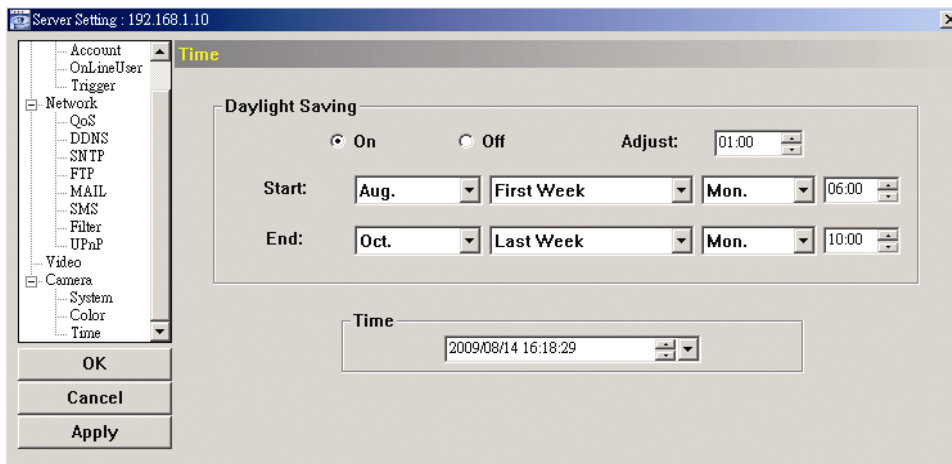 Server Setting : 192.168.1.10
Account
OnLineUser
Trigger
Network
QoS
DDNS
SNTP
FTP
MAIL
SMS
Filter
UPnP
Video
Camera
System
Color
Time
OK
Cancel
Apply
Time
Daylight Saving
On Off Adjust: 01:00
Start: Aug. First Week Mon. 06:00
End: Oct. Last Week Mon. 10:00
Time
2009/08/14 16:18:29